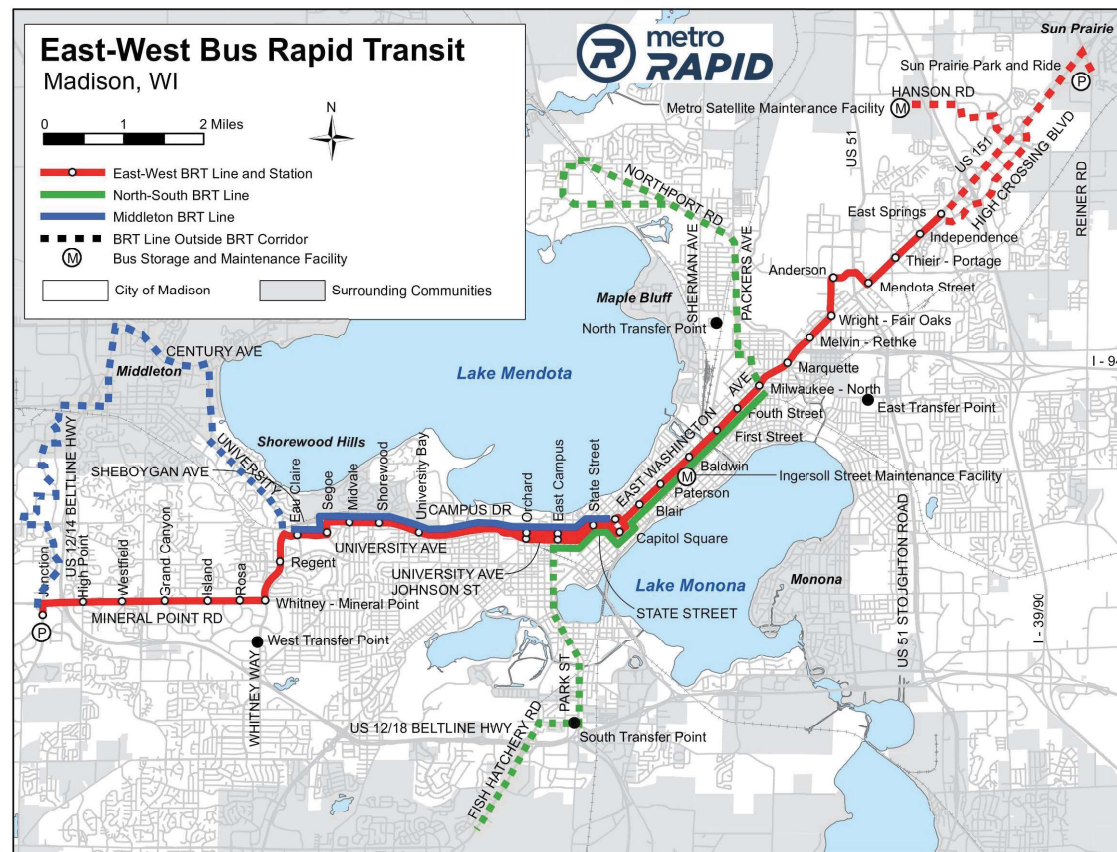 East-West Bus Rapid Transit
Madison, WI
N
0 1 2 Miles
East-West BRT Line and Station
North-South BRT Line
Middleton BRT Line
BRT Line Outside BRT Corridor
M Bus Storage and Maintenance Facility
City of Madison
Surrounding Communities
R metro
RAPID
Sun Prairie
Sun Prairie Park and Ride
P
HANSON RD
Metro Satellite Mainterance Facility M
US 51
US 151
HIGH CROSSING BLVD
REINER RD
NORTHPORT RD
SHERMAN AVE
PACKERS AVE
East Springs
Independence
Thieir - Portage
Anderson
Mendota Street
Maple Bluff
North Transfer Point
Wright - Fair Oaks
Melvin - Rethke
Marquette
I - 94
Milwaukee - North
East Transfer Point
Fouth Street
First Street
EAST WASHINGTON AVE
Baldwin
M
Ingersoll Street Maintenance Facility
Paterson
Blair
Capitol Square
CENTURY AVE
Middleton
Lake Mendota
Shorewood Hills
SHEBOYGAN AVE
UNIVERSITY
US 12/14 BELTLINE HWY
Eau Claire
Segoe
Midvale
Shorewood
University Bay
CAMPUS DR
Orchard
East Campus
State Street
UNIVERSITY AVE
UNIVERSITY AVE
JOHNSON ST
STATE STREET
Lake Monona
Monona
US 51 STOUGHTON ROAD
I - 39/90
Junction
High Point
Westfield
Grand Canyon
Island
Rosa
Regent
Whitney - Mineral Point
MINERAL POINT RD
P
West Transfer Point
WHITNEY WAY
US 12/18 BELTLINE HWY
PARK ST
South Transfer Point
FISH HATCHERY RD